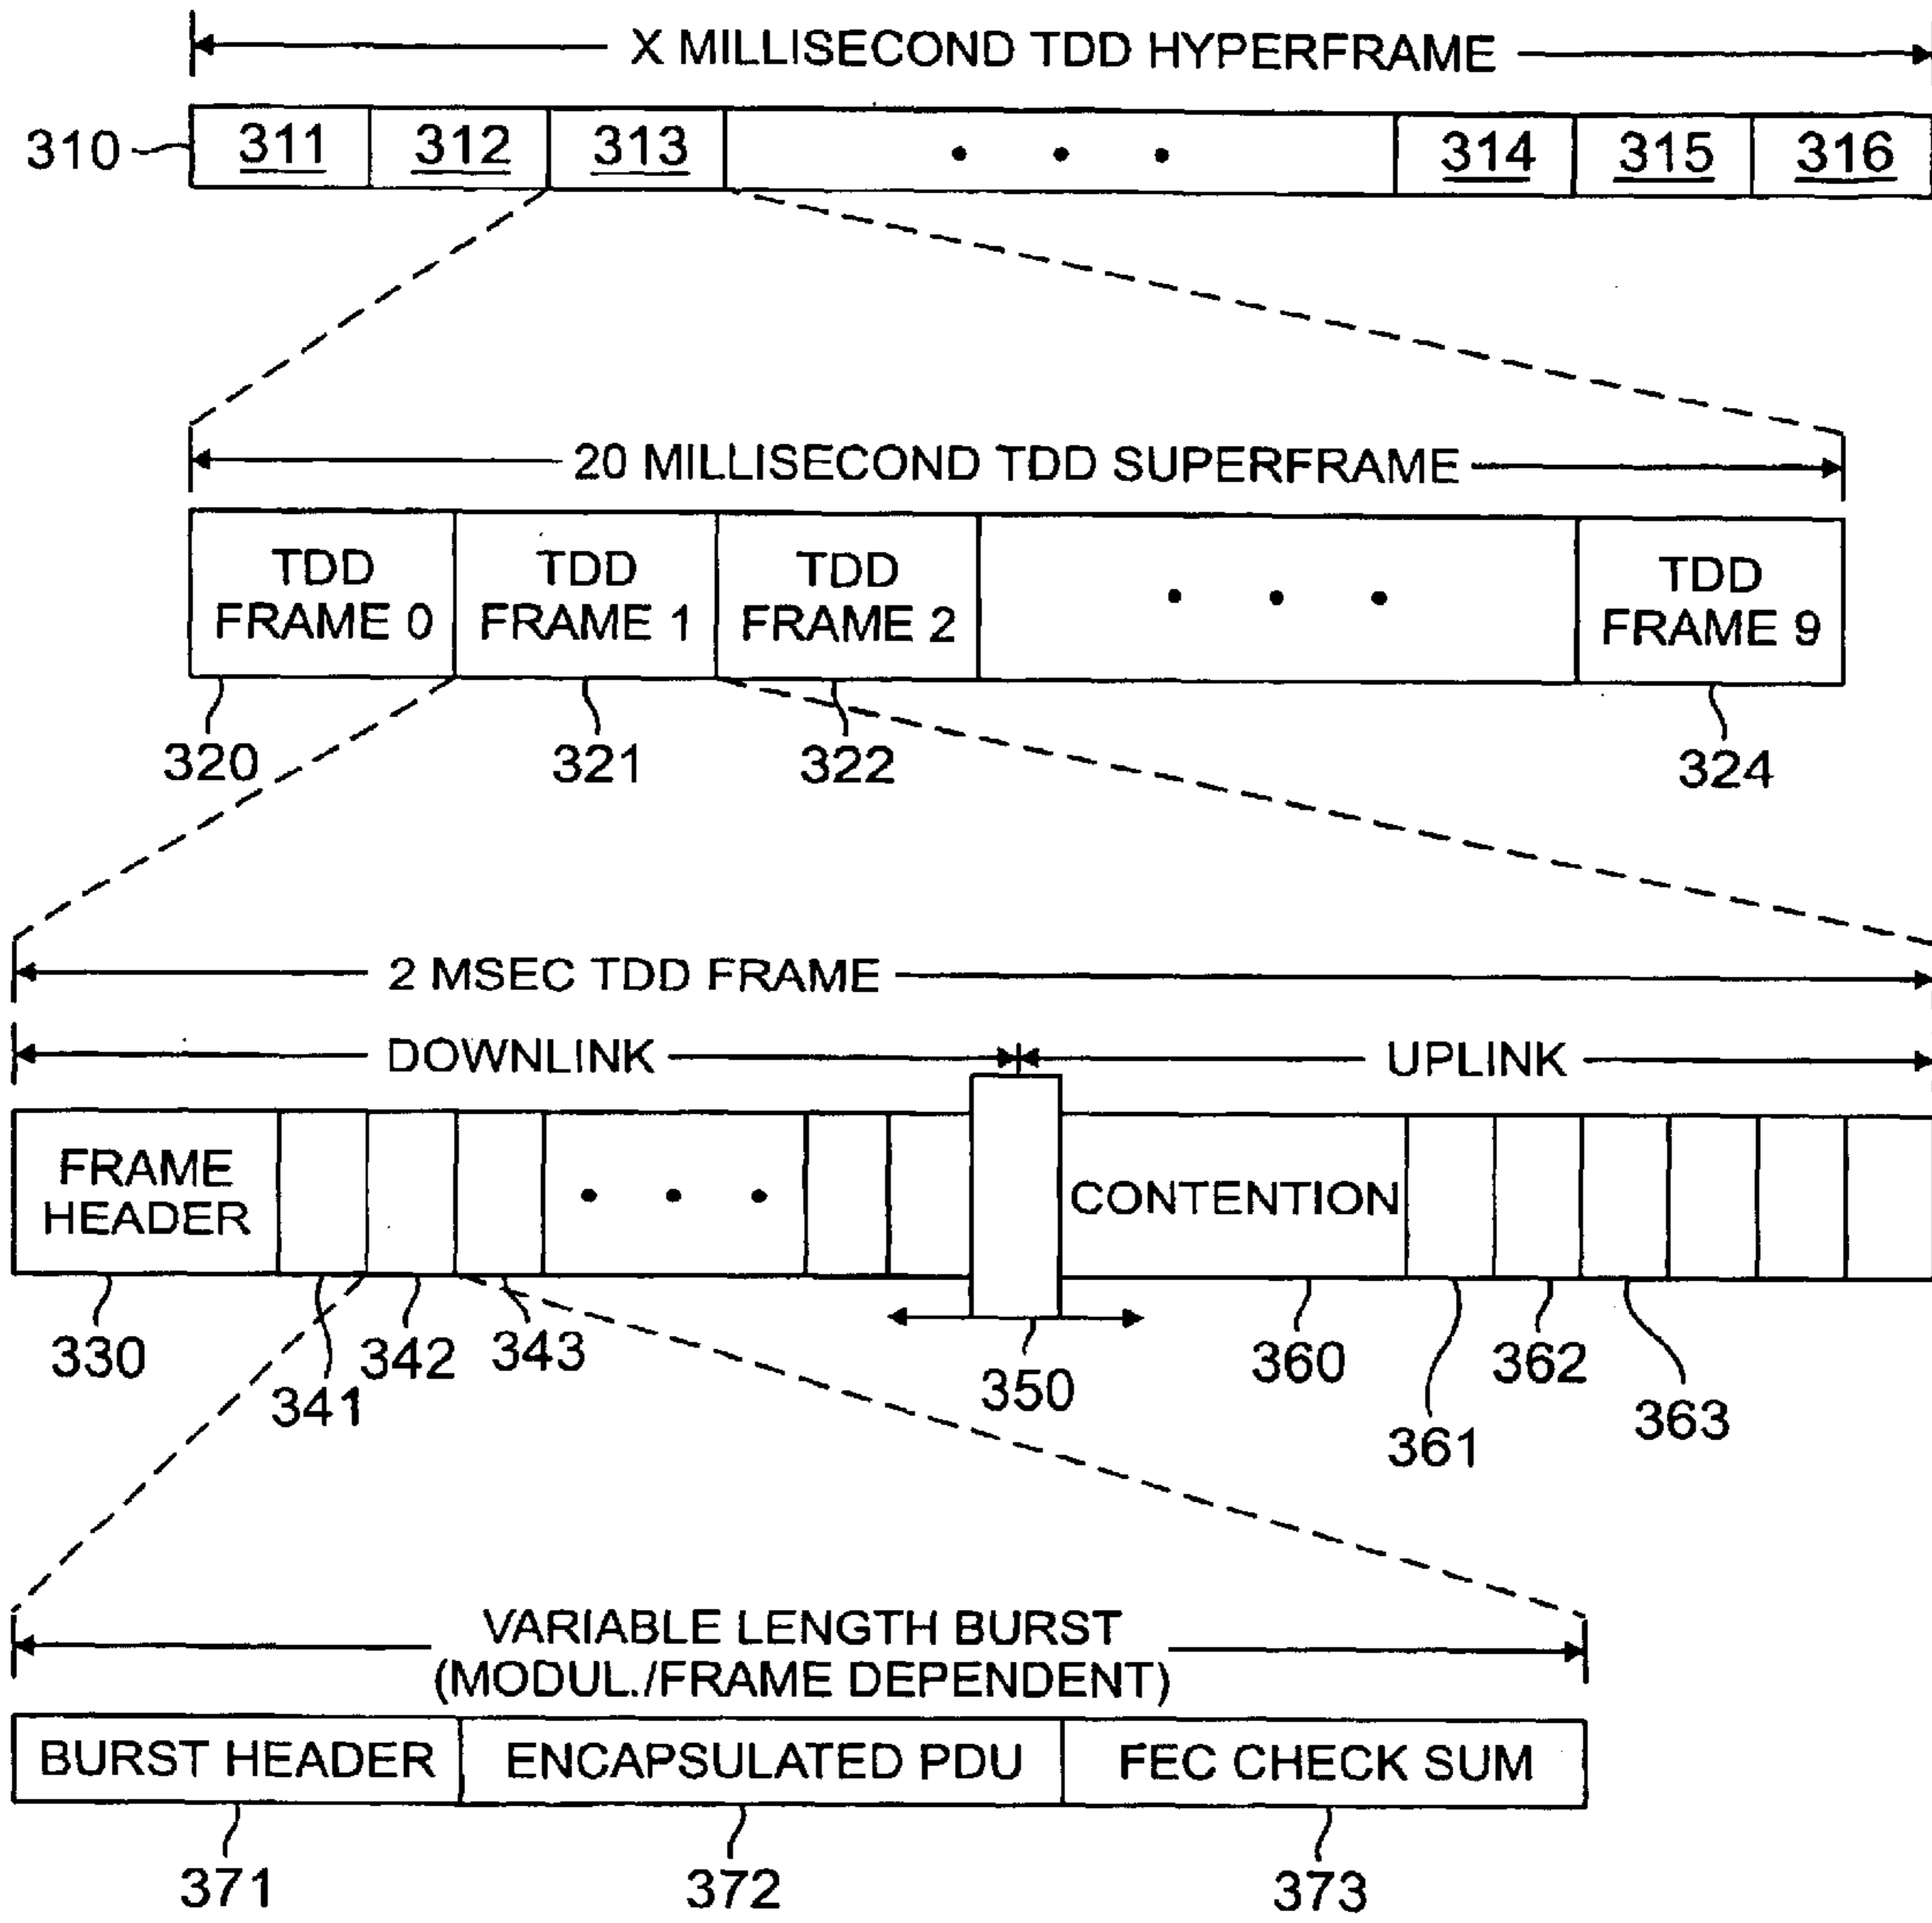 X MILLISECOND TDD HYPERFRAME
310
311 312 313 314 315 316
20 MILLISECOND TDD SUPERFRAME
TDD FRAME 0
TDD FRAME 1
TDD FRAME 2
TDD FRAME 9
320 321 322 324
2 MSEC TDD FRAME
DOWNLINK UPLINK
FRAME HEADER
CONTENTION
330 341 342 343 350 360 361 362 363
VARIABLE LENGTH BURST
(MODUL./FRAME DEPENDENT)
BURST HEADER ENCAPSULATED PDU FEC CHECK SUM
371 372 373